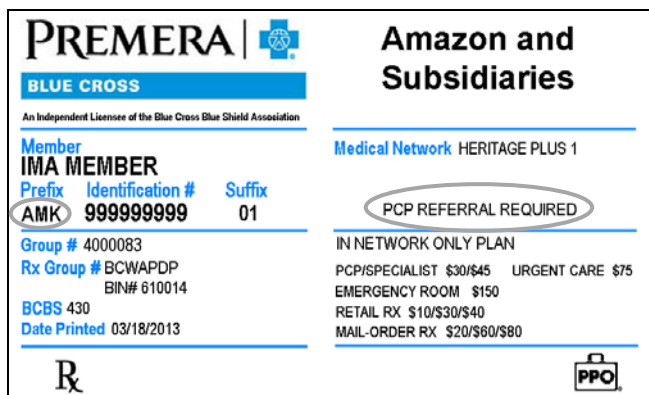 PREMERA
BLUE CROSS
An Independent Licensee of the Blue Cross Blue Shield Association
Member
IMA MEMBER
Prefix Identification # Suffix
AMK 999999999 01
Group # 4000083
Rx Group # BCWAPDP
BIN# 610014
BCBS 430
Date Printed 03/18/2013
Rx
Amazon and
Subsidiaries
Medical Network HERITAGE PLUS 1
PCP REFERRAL REQUIRED
IN NETWORK ONLY PLAN
PCP/SPECIALIST $30/$45 URGENT CARE $75
EMERGENCY ROOM $150
RETAIL RX $10/$30/$40
MAIL-ORDER RX $20/$60/$80
PPO